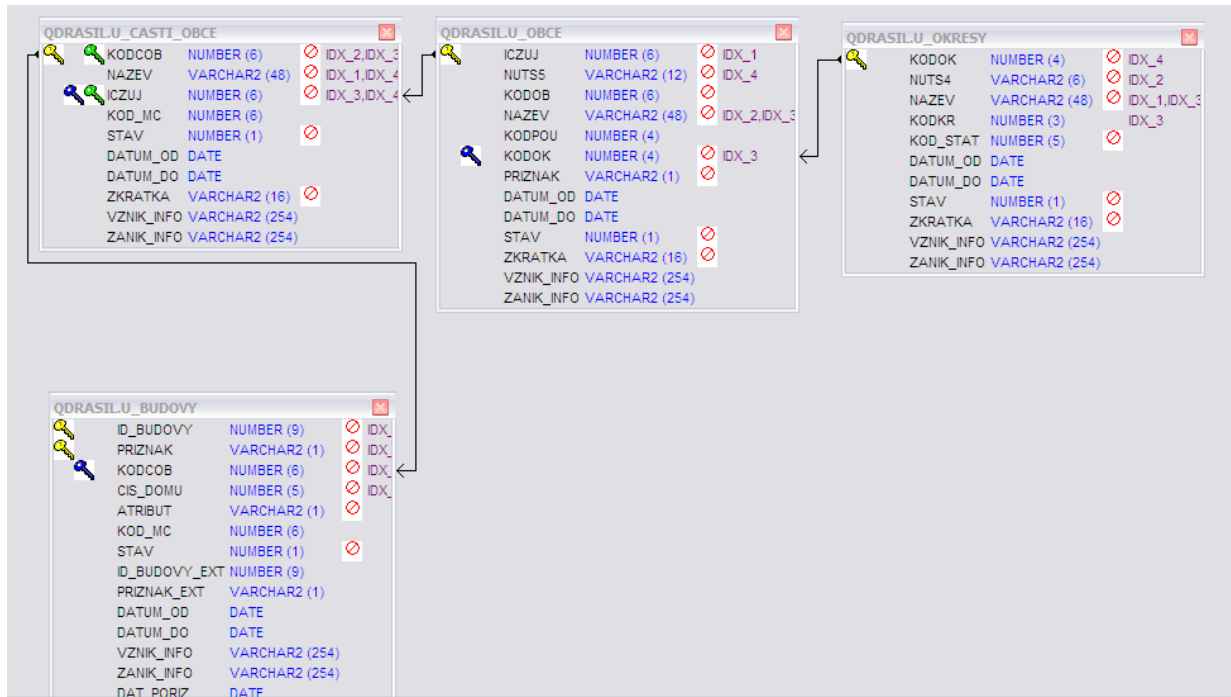 QDRASIL.U_CASTI_OBCE
KODCOB NUMBER (6) IDX_2,IDX_3
NAZEV VARCHAR2 (48) IDX_1,IDX_4
ICZUJ NUMBER (6) IDX_3,IDX_4
KOD_MC NUMBER (6)
STAV NUMBER (1)
DATUM_OD DATE
DATUM_DO DATE
ZKRATKA VARCHAR2 (16)
VZNIK_INFO VARCHAR2 (254)
ZANIK_INFO VARCHAR2 (254)
QDRASIL.U_OBCE
ICZUJ NUMBER (6) IDX_1
NUTS5 VARCHAR2 (12) IDX_4
KODOB NUMBER (6)
NAZEV VARCHAR2 (48) IDX_2,IDX_3
KODPOU NUMBER (4)
KODOK NUMBER (4) IDX_3
PRIZNAK VARCHAR2 (1)
DATUM_OD DATE
DATUM_DO DATE
STAV NUMBER (1)
ZKRATKA VARCHAR2 (16)
VZNIK_INFO VARCHAR2 (254)
ZANIK_INFO VARCHAR2 (254)
QDRASIL.U_OKRESY
KODOK NUMBER (4) IDX_4
NUTS4 VARCHAR2 (6) IDX_2
NAZEV VARCHAR2 (48) IDX_1,IDX_3
KODKR NUMBER (3) IDX_3
KOD_STAT NUMBER (5)
DATUM_OD DATE
DATUM_DO DATE
STAV NUMBER (1)
ZKRATKA VARCHAR2 (16)
VZNIK_INFO VARCHAR2 (254)
ZANIK_INFO VARCHAR2 (254)
QDRASIL.U_BUDOVY
ID_BUDOVY NUMBER (9) IDX_
PRIZNAK VARCHAR2 (1) IDX_
KODCOB NUMBER (6) IDX_
CIS_DOMU NUMBER (5) IDX_
ATRIBUT VARCHAR2 (1)
KOD_MC NUMBER (6)
STAV NUMBER (1)
ID_BUDOVY_EXT NUMBER (9)
PRIZNAK_EXT VARCHAR2 (1)
DATUM_OD DATE
DATUM_DO DATE
VZNIK_INFO VARCHAR2 (254)
ZANIK_INFO VARCHAR2 (254)
DAT_PORIZ DATE